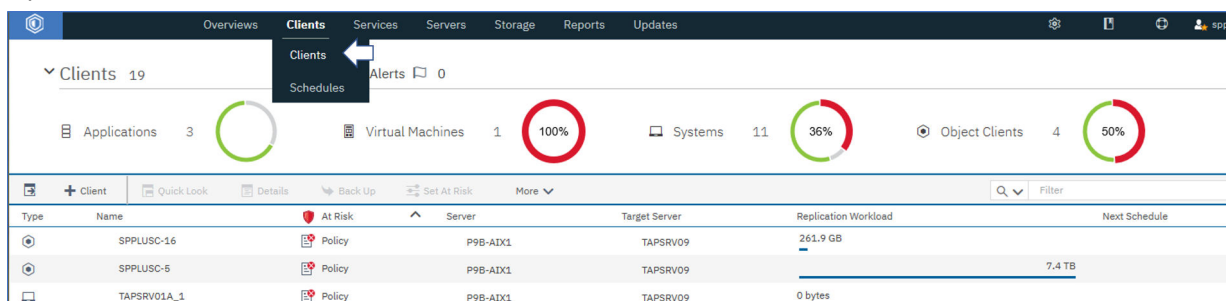 Overviews Clients Services Servers Storage Reports Updates spp
Clients
Schedules
Clients 19 Alerts 0
Applications 3 Virtual Machines 1 100% Systems 11 36% Object Clients 4 50%
Client Quick Look Details Back Up Set At Risk More Filter
Type Name At Risk Server Target Server Replication Workload Next Schedule
SPPLUSC-16 Policy P9B-AIX1 TAPSRV09 261.9 GB
SPPLUSC-5 Policy P9B-AIX1 TAPSRV09 7.4 TB
TAPSRV01A_1 Policy P9B-AIX1 TAPSRV09 0 bytes